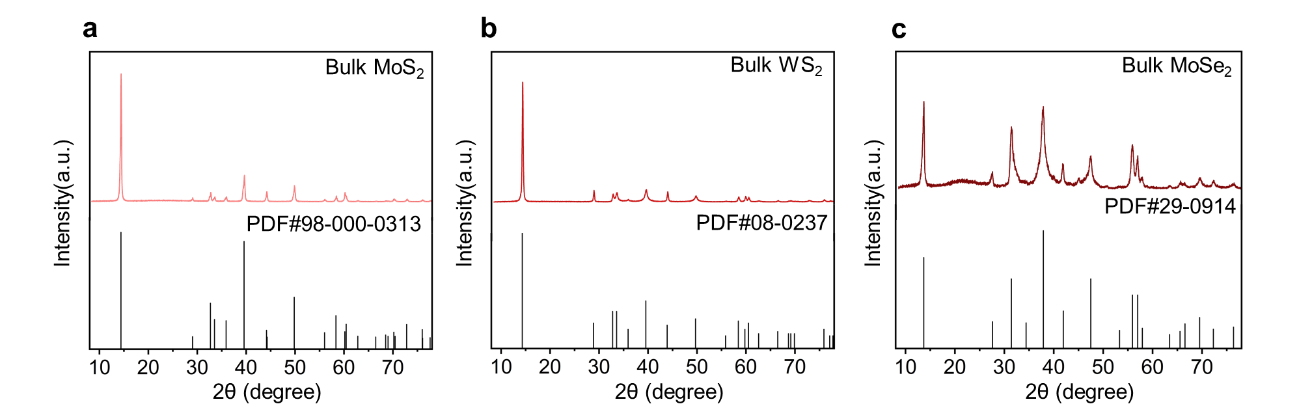 a
Bulk MoS₂
PDF#98-000-0313
Intensity(a.u.)
10 20 30 40 50 60 70
2θ (degree)
b
Bulk WS₂
PDF#08-0237
Intensity(a.u.)
10 20 30 40 50 60 70
2θ (degree)
c
Bulk MoSe₂
PDF#29-0914
Intensity(a.u.)
10 20 30 40 50 60 70
2θ (degree)